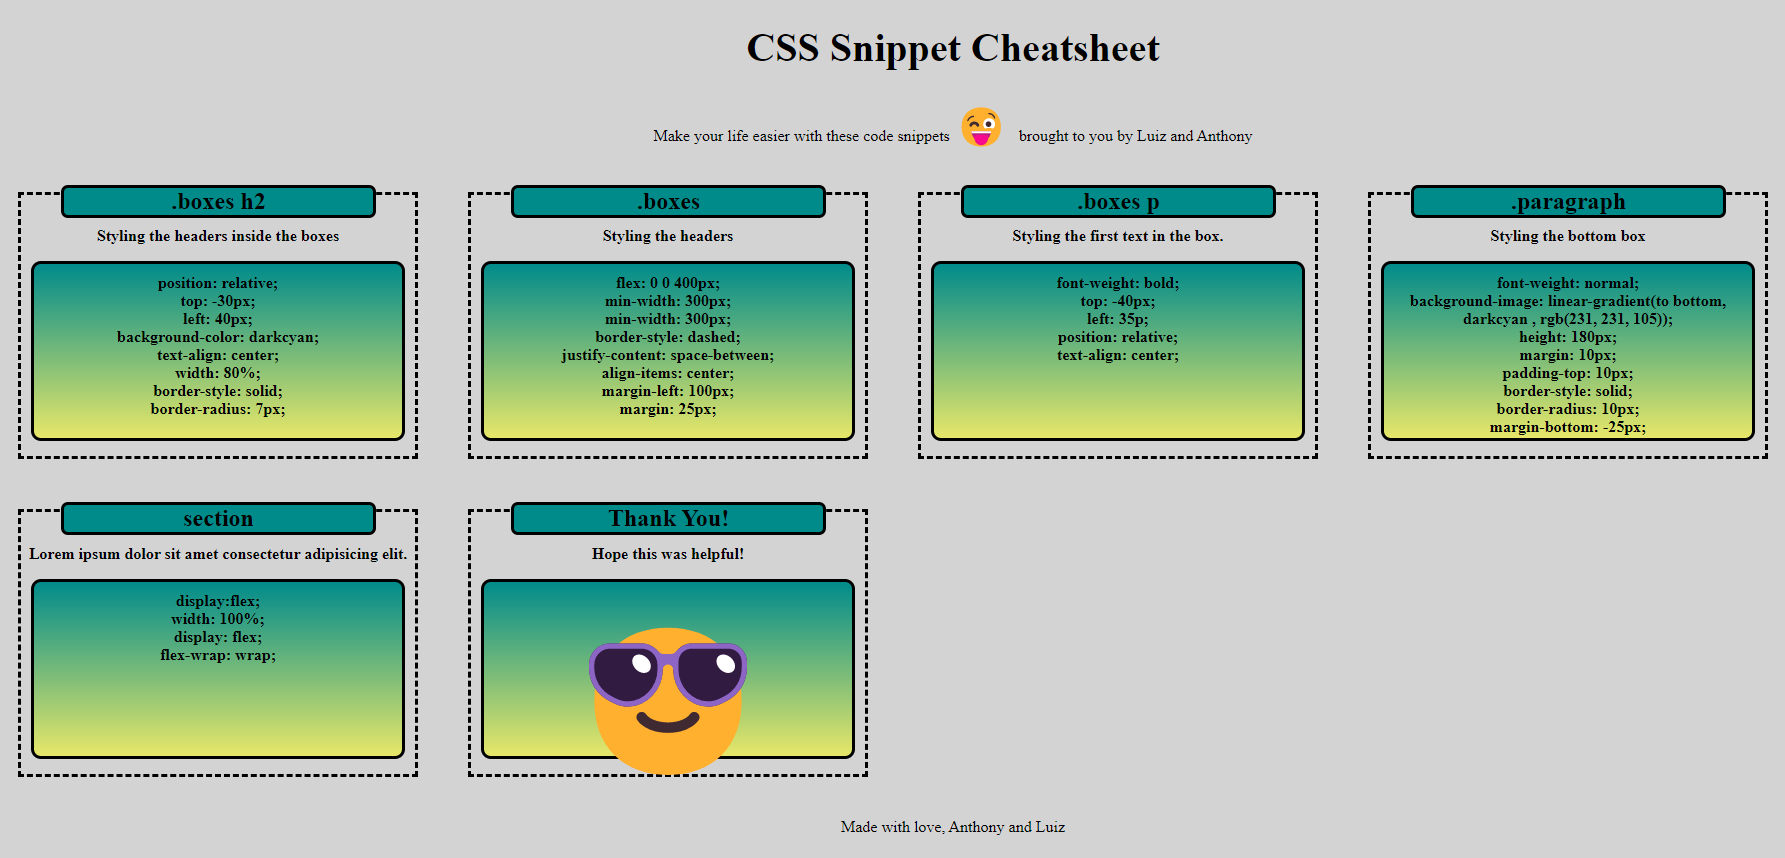 CSS Snippet Cheatsheet
Make your life easier with these code snippets brought to you by Luiz and Anthony
.boxes h2
Styling the headers inside the boxes
position: relative;
top: -30px;
left: 40px;
background-color: darkcyan;
text-align: center;
width: 80%;
border-style: solid;
border-radius: 7px;
.boxes
Styling the headers
flex: 0 0 400px;
min-width: 300px;
min-width: 300px;
border-style: dashed;
justify-content: space-between;
align-items: center;
margin-left: 100px;
margin: 25px;
.boxes p
Styling the first text in the box.
font-weight: bold;
top: -40px;
left: 35p;
position: relative;
text-align: center;
.paragraph
Styling the bottom box
font-weight: normal;
background-image: linear-gradient(to bottom,
darkcyan , rgb(231, 231, 105));
height: 180px;
margin: 10px;
padding-top: 10px;
border-style: solid;
border-radius: 10px;
margin-bottom: -25px;
section
Lorem ipsum dolor sit amet consectetur adipisicing elit.
display:flex;
width: 100%;
display: flex;
flex-wrap: wrap;
Thank You!
Hope this was helpful!
Made with love, Anthony and Luiz